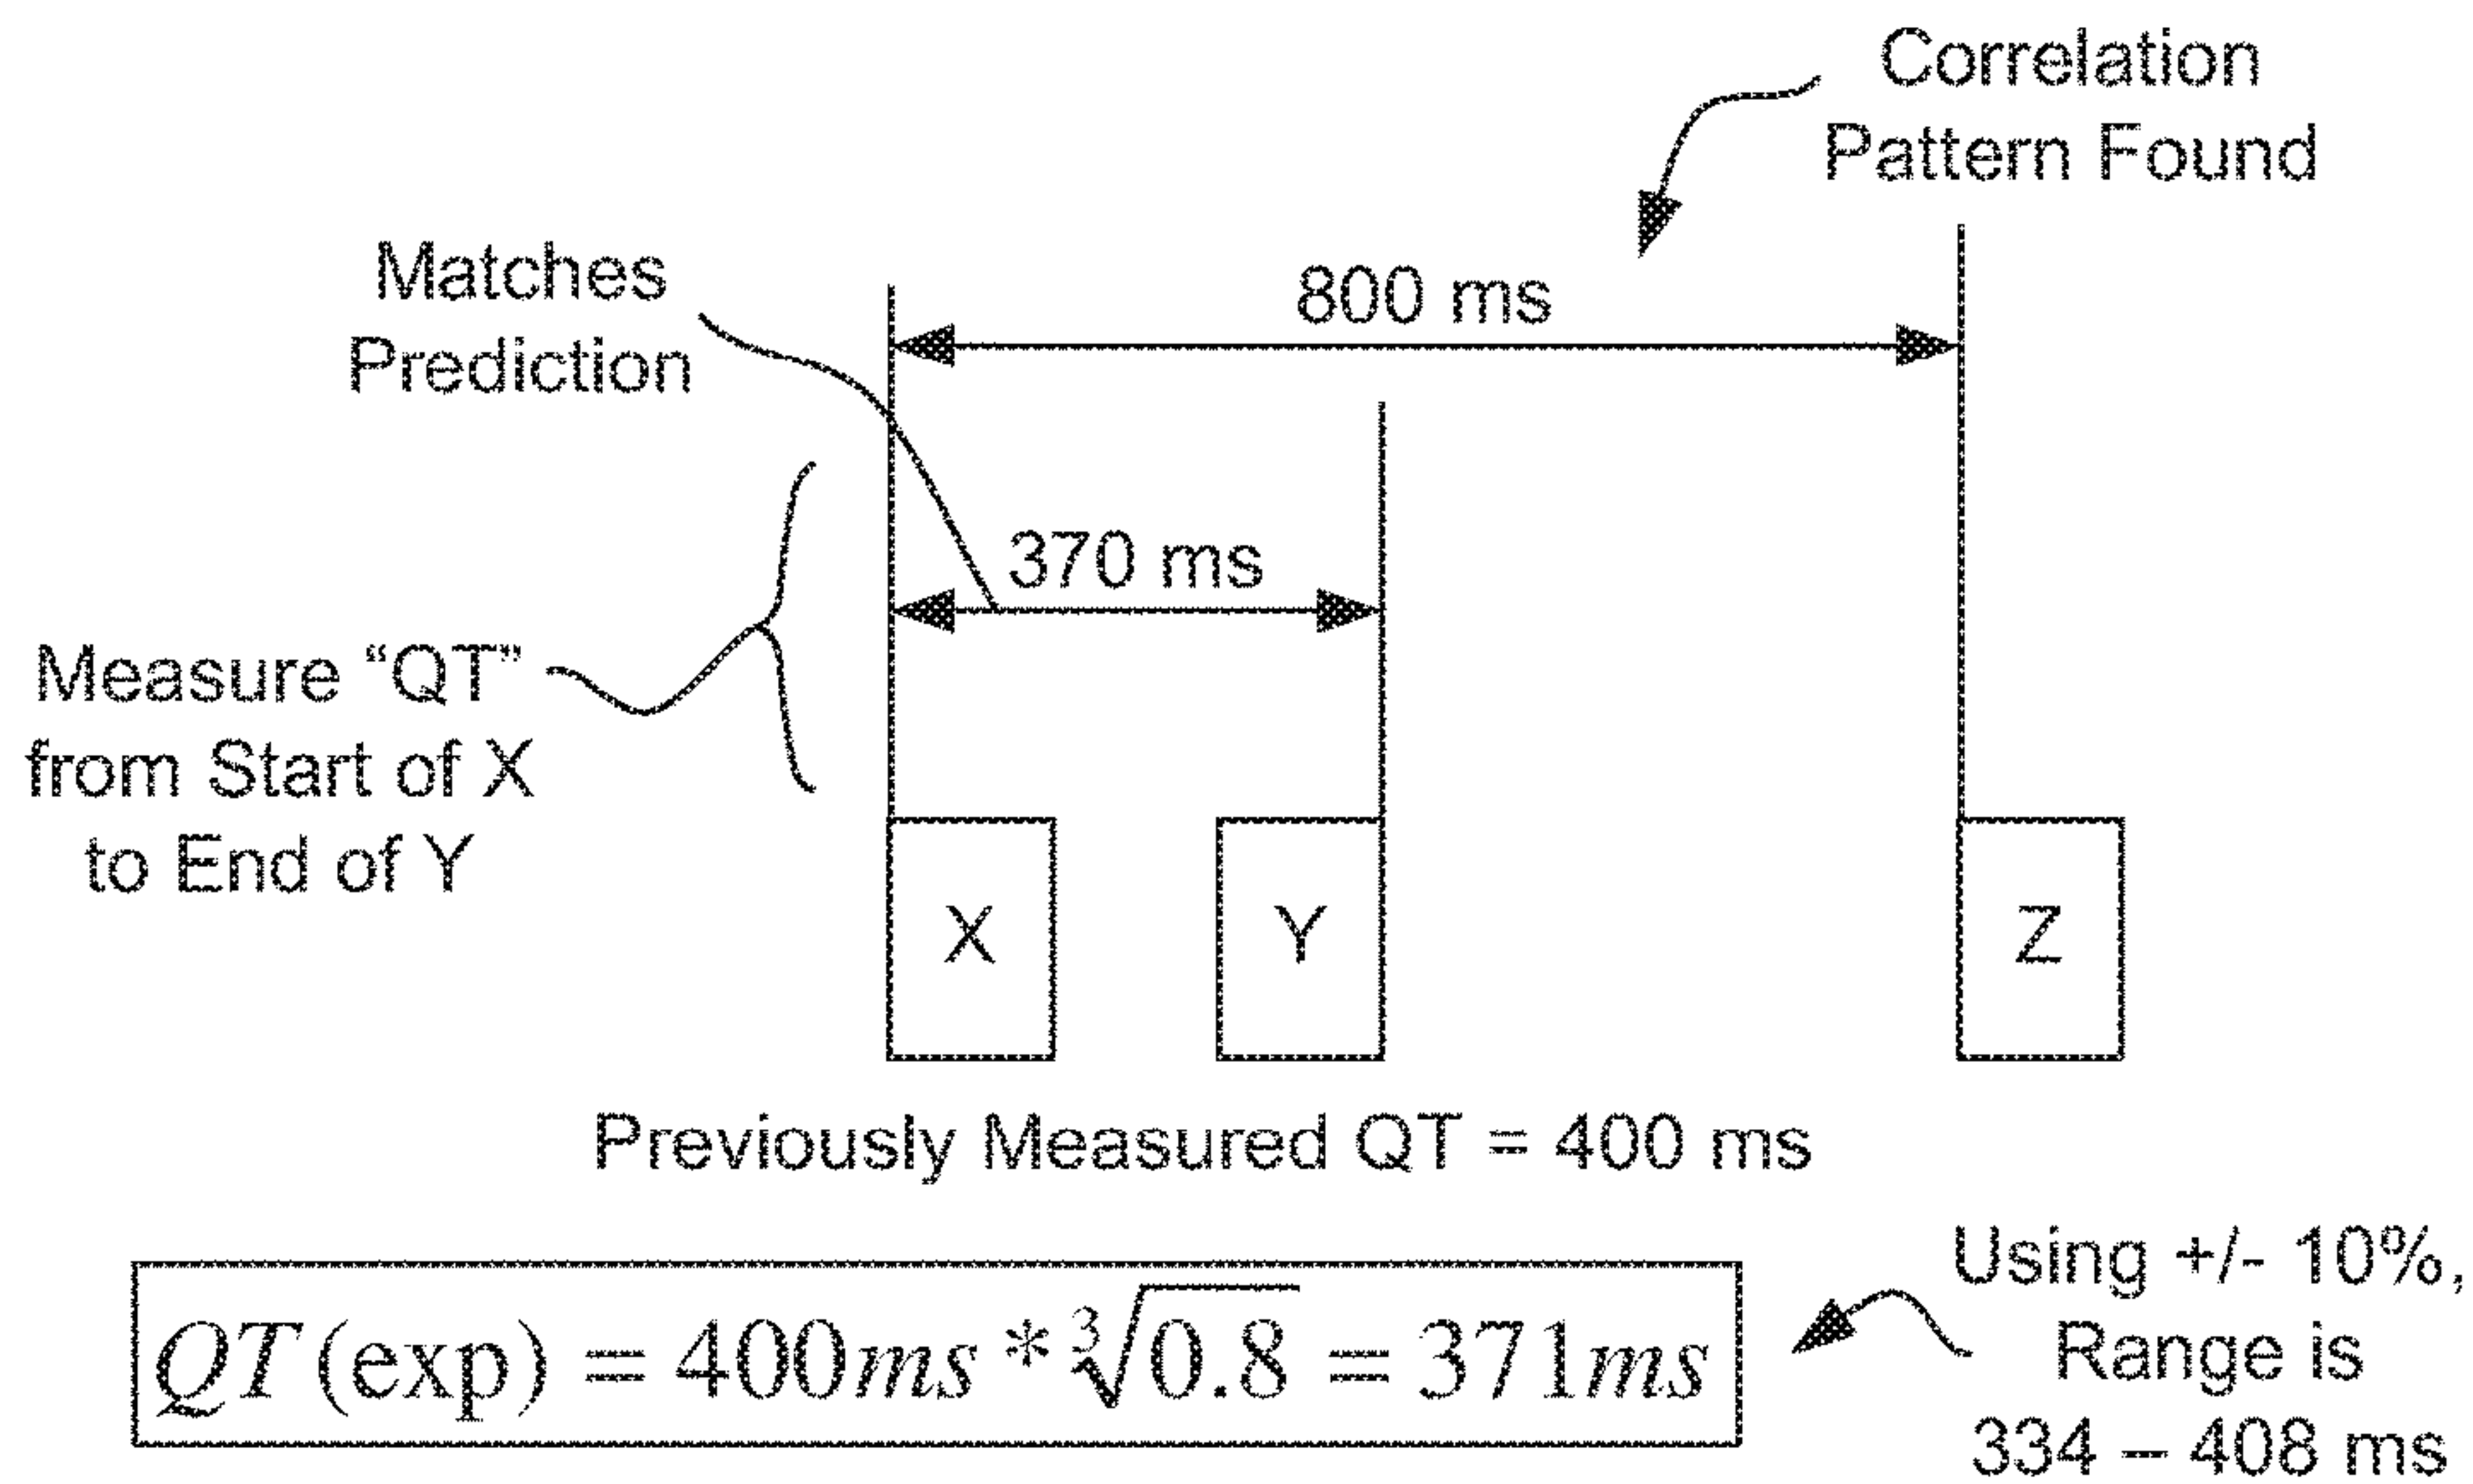 Correlation
Pattern Found
Matches
Prediction
800 ms
370 ms
Measure “QT”
from Start of X
to End of Y
X
Y
Z
Previously Measured QT = 400 ms
QT(exp) = 400ms * ∛0.8 = 371ms
Using +/- 10%,
Range is
334 – 408 ms